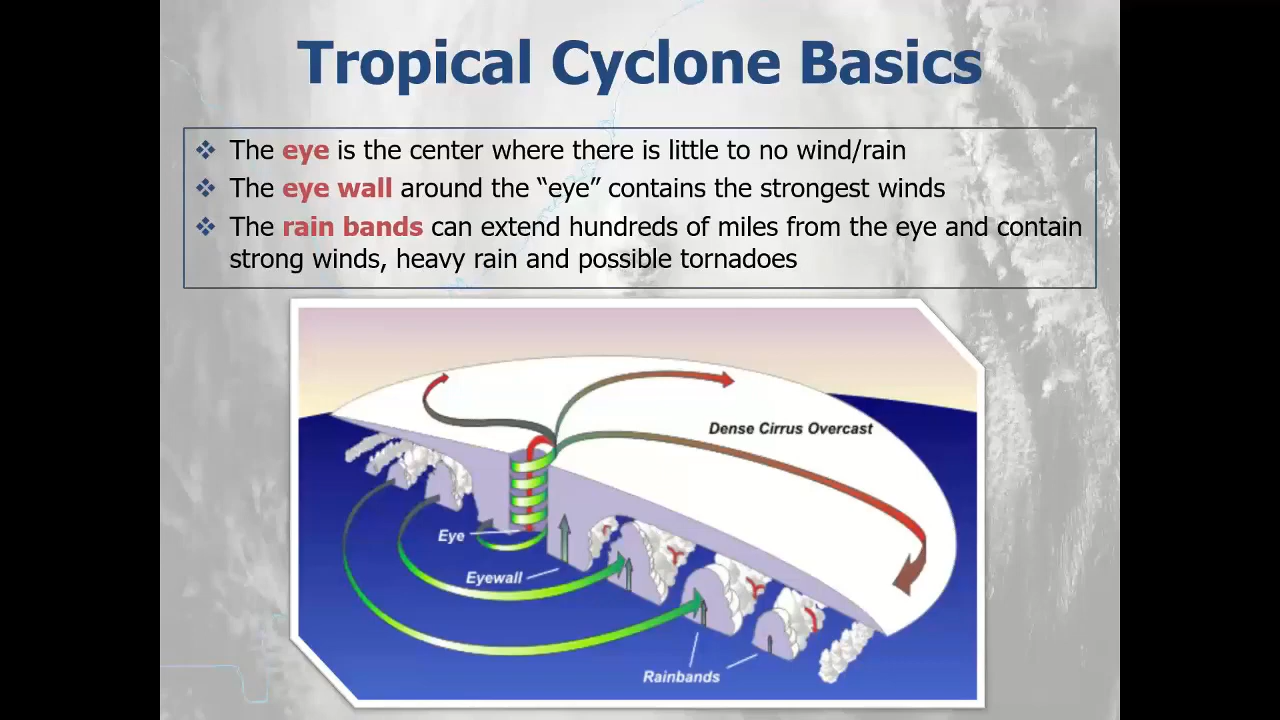 Tropical Cyclone Basics
The eye is the center where there is little to no wind/rain
The eye wall around the “eye” contains the strongest winds
The rain bands can extend hundreds of miles from the eye and contain
strong winds, heavy rain and possible tornadoes
Dense Cirrus Overcast
Eye
Eyewall
Rainbands